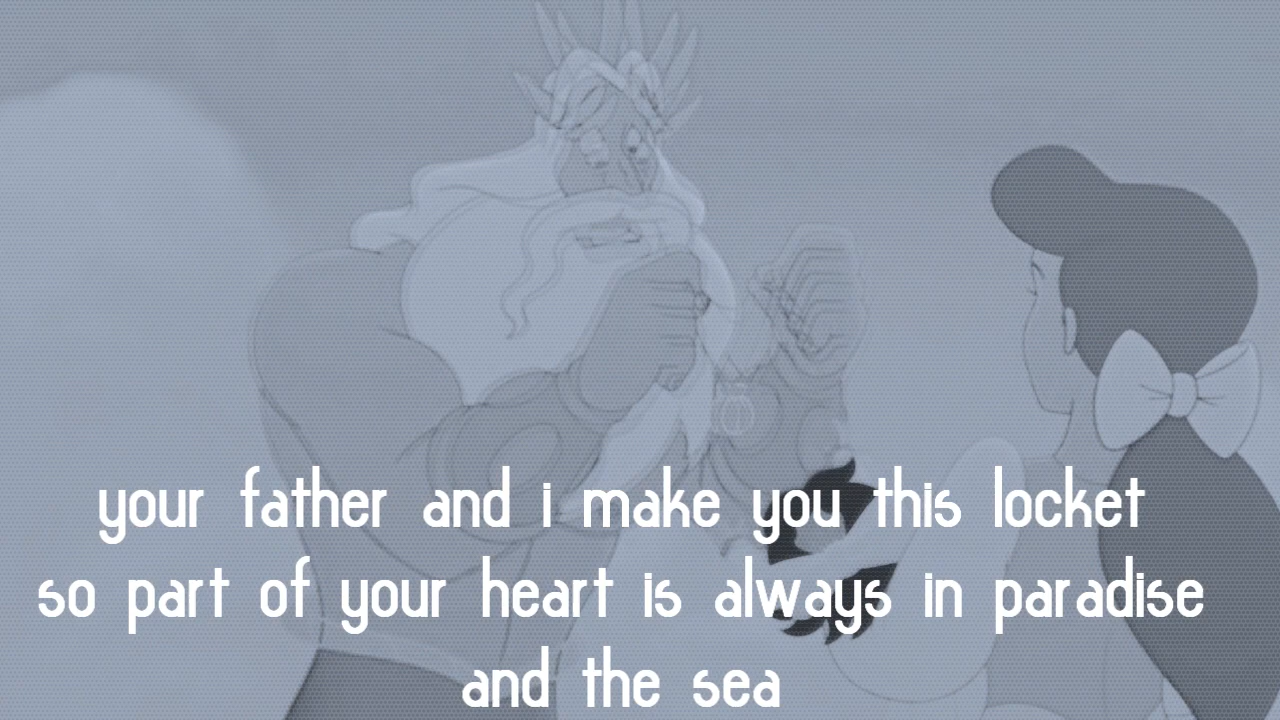 your father and i make you this locket
so part of your heart is always in paradise
and the sea